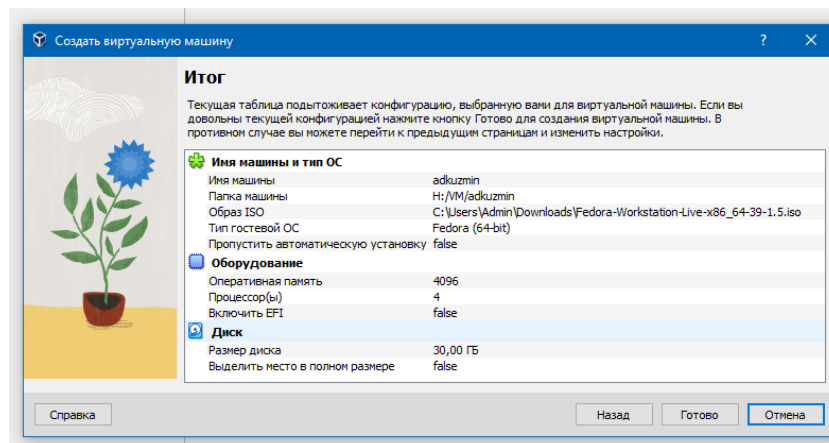 Создать виртуальную машину
?
Итог
Текущая таблица подытоживает конфигурацию, выбранную вами для виртуальной машины. Если вы
довольны текущей конфигурацией нажмите кнопку Готово для создания виртуальной машины. В
противном случае вы можете перейти к предыдущим страницам и изменить настройки.
Имя машины и тип ОС
Имя машины adkuzmin
Папка машины H:/VM/adkuzmin
Образ ISO C:\Users\Admin\Downloads\Fedora-Workstation-Live-x86_64-39-1.5.iso
Тип гостевой ОС Fedora (64-bit)
Пропустить автоматическую установку false
Оборудование
Оперативная память 4096
Процессор(ы) 4
Включить EFI false
Диск
Размер диска 30,00 ГБ
Выделить место в полном размере false
Справка Назад Готово Отмена